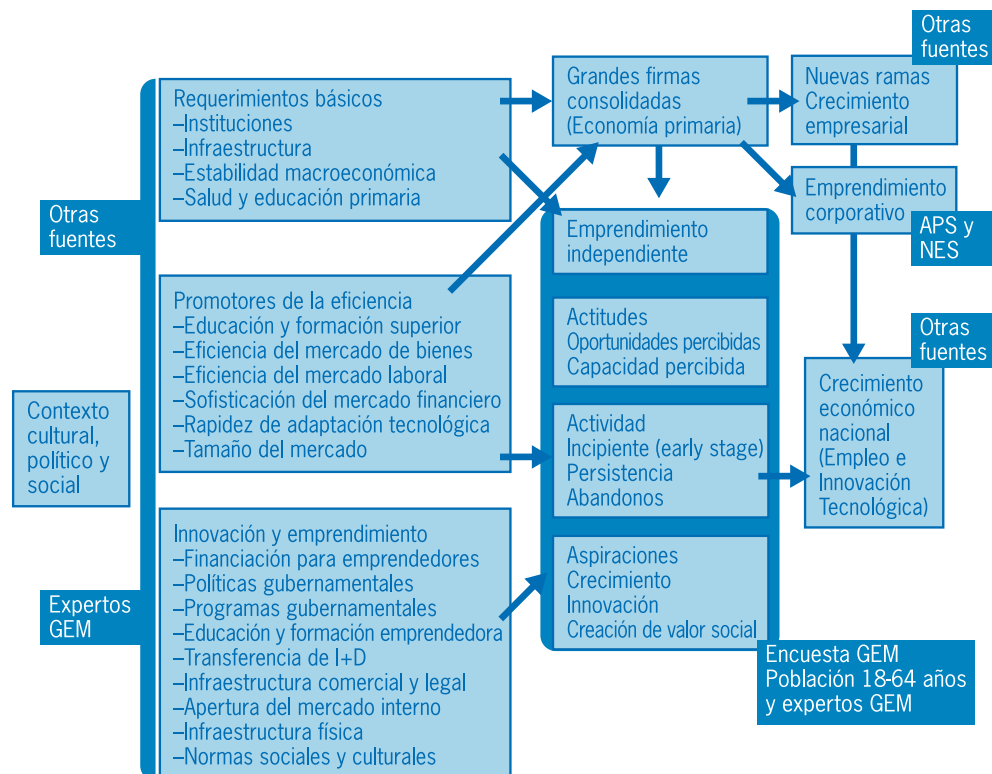 Otras
fuentes
Requerimientos básicos
–Instituciones
–Infraestructura
–Estabilidad macroeconómica
–Salud y educación primaria
Grandes firmas
consolidadas
(Economía primaria)
Nuevas ramas
Crecimiento
empresarial
Emprendimiento
corporativo
APS y
NES
Otras
fuentes
Emprendimiento
independiente
Promotores de la eficiencia
–Educación y formación superior
–Eficiencia del mercado de bienes
–Eficiencia del mercado laboral
–Sofisticación del mercado financiero
–Rapidez de adaptación tecnológica
–Tamaño del mercado
Actitudes
Oportunidades percibidas
Capacidad percibida
Otras
fuentes
Contexto
cultural,
político y
social
Actividad
Incipiente (early stage)
Persistencia
Abandonos
Crecimiento
económico
nacional
(Empleo e
Innovación
Tecnológica)
Innovación y emprendimiento
–Financiación para emprendedores
–Políticas gubernamentales
–Programas gubernamentales
–Educación y formación emprendedora
–Transferencia de I+D
–Infraestructura comercial y legal
–Apertura del mercado interno
–Infraestructura física
–Normas sociales y culturales
Expertos
GEM
Aspiraciones
Crecimiento
Innovación
Creación de valor social
Encuesta GEM
Población 18-64 años
y expertos GEM